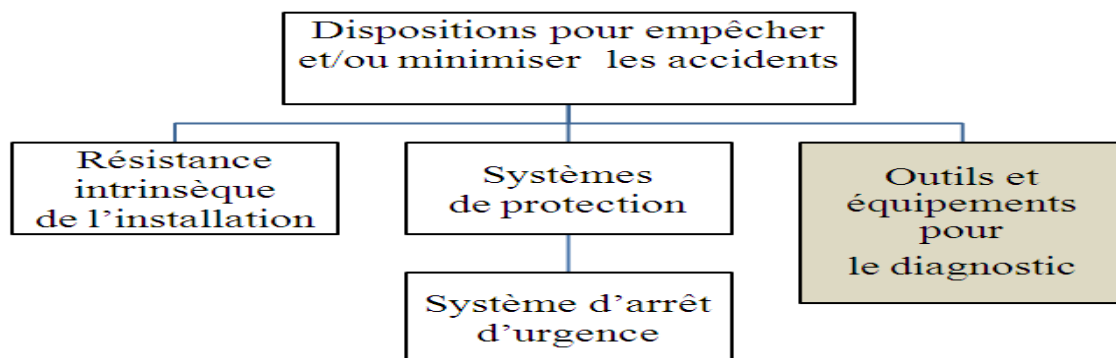 Dispositions pour empêcher
et/ou minimiser les accidents
Résistance
intrinsèque
de l’installation
Systèmes
de protection
Outils et
équipements
pour
le diagnostic
Système d’arrêt
d’urgence